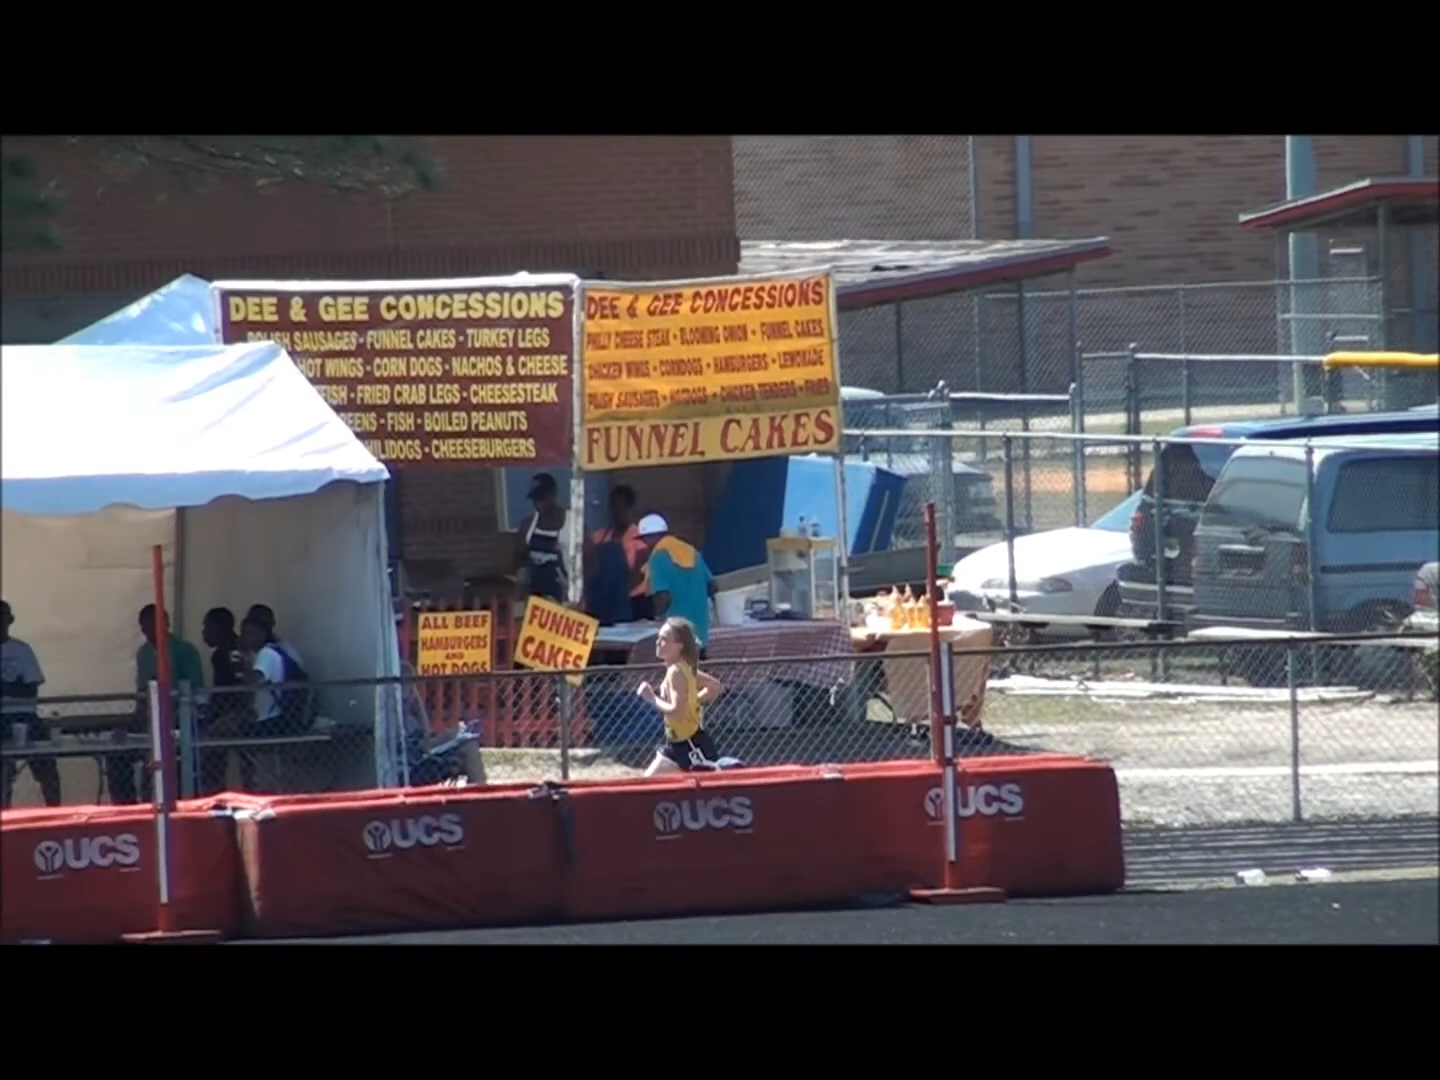 DEE & GEE CONCESSIONS
POLISH SAUSAGES - FUNNEL CAKES - TURKEY LEGS
HOT WINGS - CORN DOGS - NACHOS & CHEESE
FISH - FRIED CRAB LEGS - CHEESESTEAK
EENS - FISH - BOILED PEANUTS
ILIDOGS - CHEESEBURGERS
DEE & GEE CONCESSIONS
PHILLY CHEESE STEAK - BLOOMING ONION - FUNNEL CAKES
CHICKEN WINGS - CORNDOGS - HAMBURGERS - LEMONADE
POLISH SAUSAGES - HOTDOGS - CHICKEN TENDERS - FRIES
FUNNEL CAKES
ALL BEEF
HAMBURGERS
AND
HOT DOGS
FUNNEL
CAKES
UCS
UCS
UCS
UCS